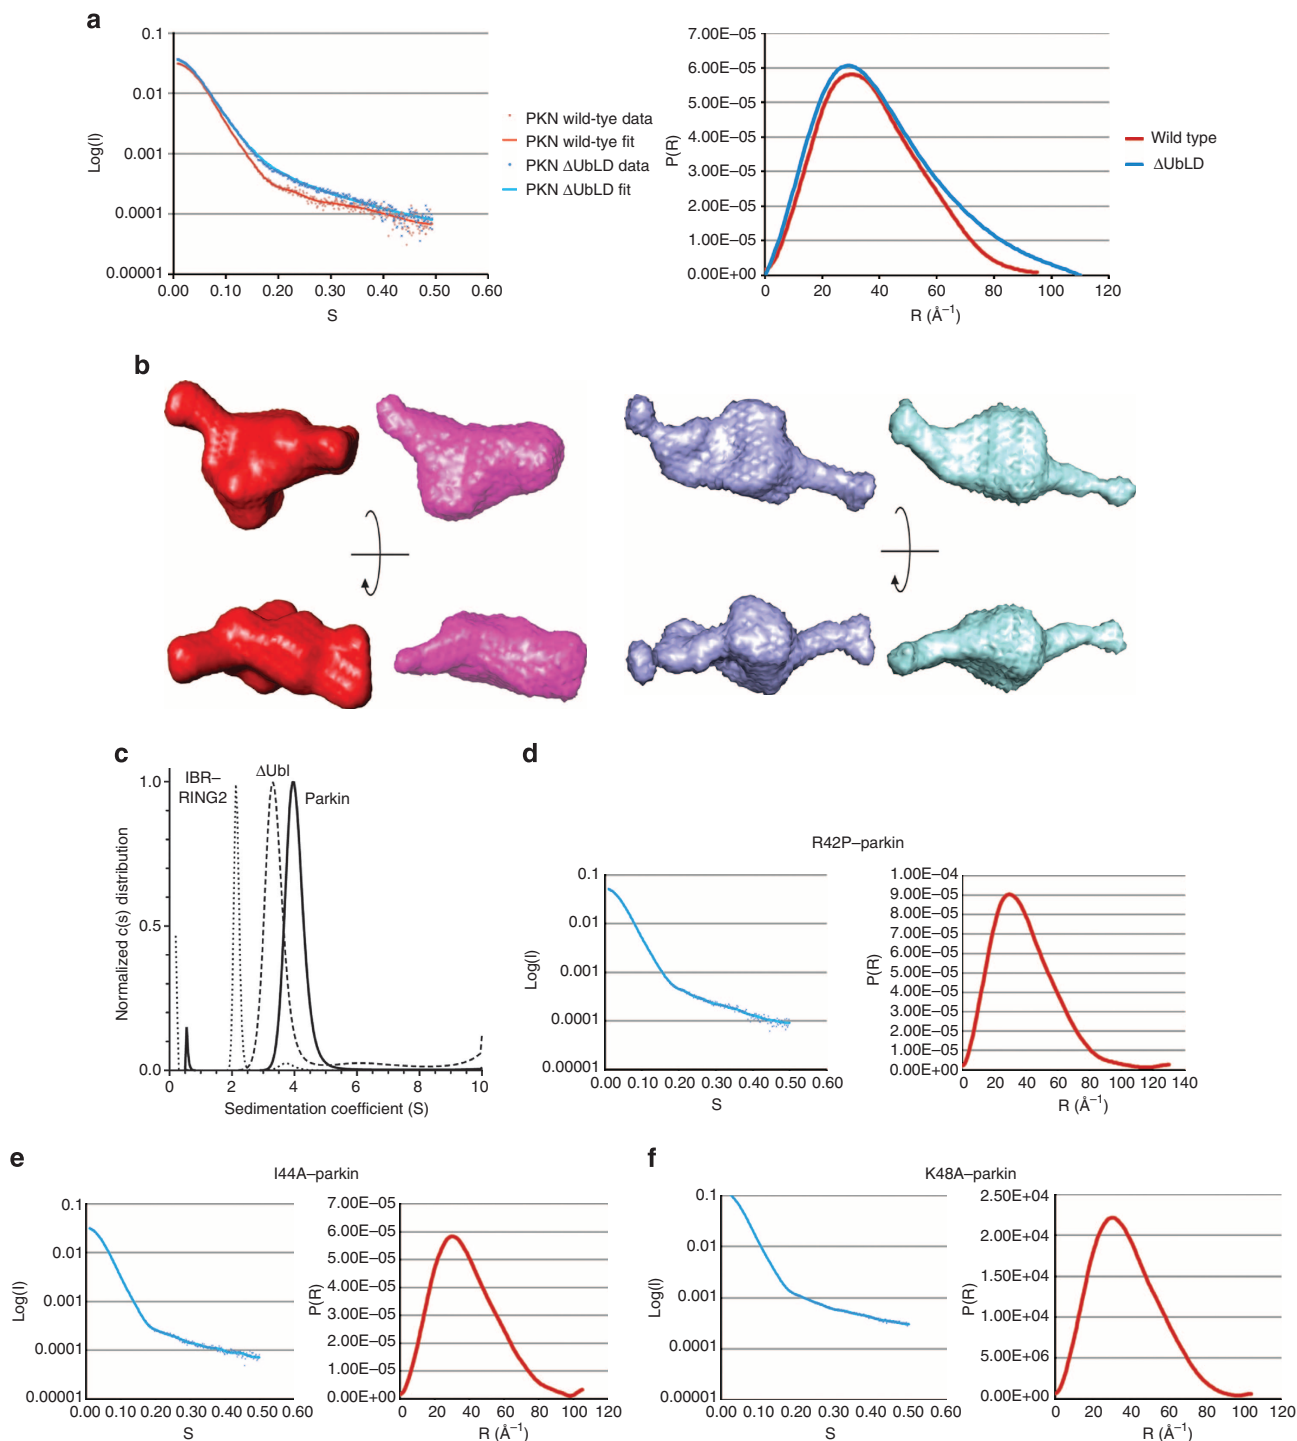 a
0.1
0.01
0.001
0.0001
0.00001
Log(I)
0.00 0.10 0.20 0.30 0.40 0.50 0.60
S
PKN wild-tye data
PKN wild-tye fit
PKN ΔUbLD data
PKN ΔUbLD fit
7.00E–05
6.00E–05
5.00E–05
4.00E–05
3.00E–05
2.00E–05
1.00E–05
0.00E+00
P(R)
0 20 40 60 80 100 120
R (Å–1)
Wild type
ΔUbLD
b
c
1.0
0.5
0.0
Normalized c(s) distribution
IBR–
RING2
ΔUbl
Parkin
0 2 4 6 8 10
Sedimentation coefficient (S)
d
R42P–parkin
0.1
0.01
0.001
0.0001
0.00001
Log(I)
0.00 0.10 0.20 0.30 0.40 0.50 0.60
S
1.00E–04
9.00E–05
8.00E–05
7.00E–05
6.00E–05
5.00E–05
4.00E–05
3.00E–05
2.00E–05
1.00E–05
0.00E+00
P(R)
0 20 40 60 80 100 120 140
R (Å–1)
e
I44A–parkin
0.1
0.01
0.001
0.0001
0.00001
Log(I)
0.00 0.10 0.20 0.30 0.40 0.50 0.60
S
7.00E–05
6.00E–05
5.00E–05
4.00E–05
3.00E–05
2.00E–05
1.00E–05
0.00E+00
P(R)
0 20 40 60 80 100 120
R (Å–1)
f
K48A–parkin
0.1
0.01
0.001
0.0001
0.00001
Log(I)
0.00 0.10 0.20 0.30 0.40 0.50 0.60
S
2.50E+04
2.00E+04
1.50E+04
1.00E+04
5.00E+06
0.00E+00
P(R)
0 20 40 60 80 100 120
R (Å–1)